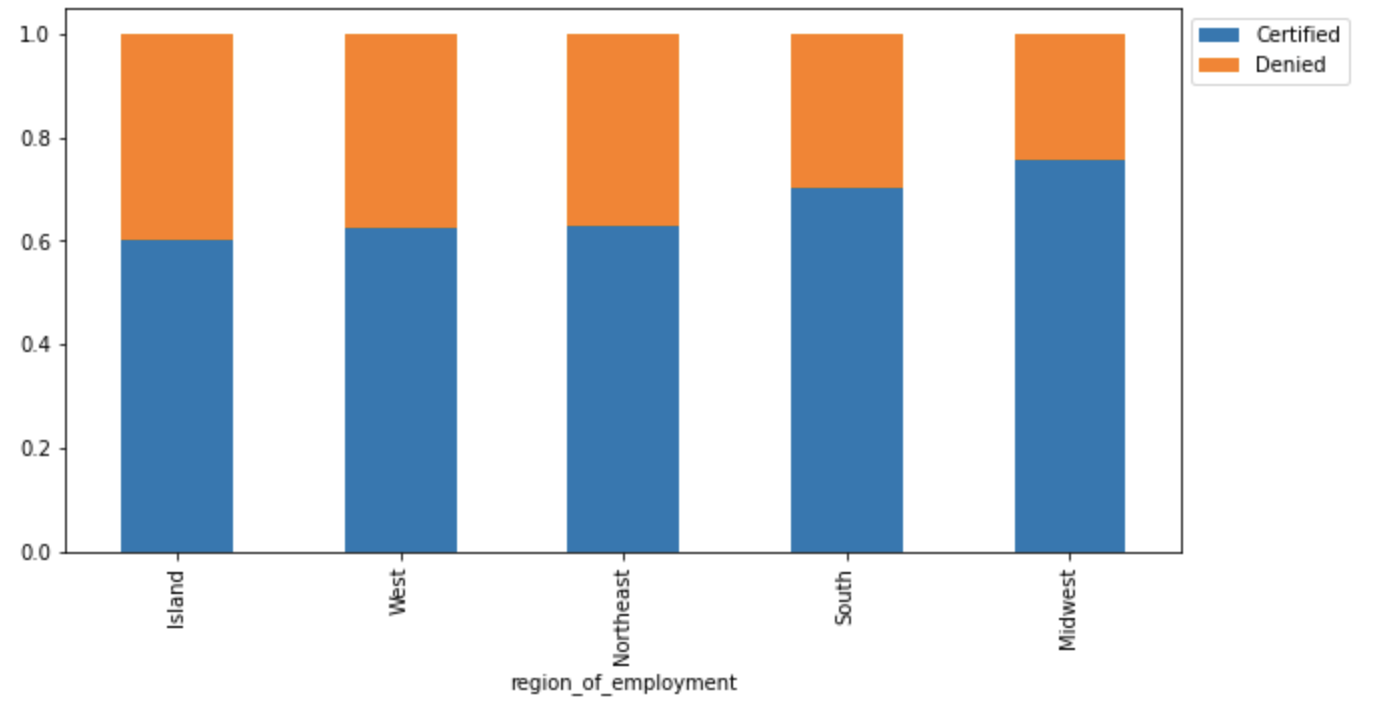 1.0
0.8
0.6
0.4
0.2
0.0
Certified
Denied
Island
West
Northeast
South
Midwest
region_of_employment